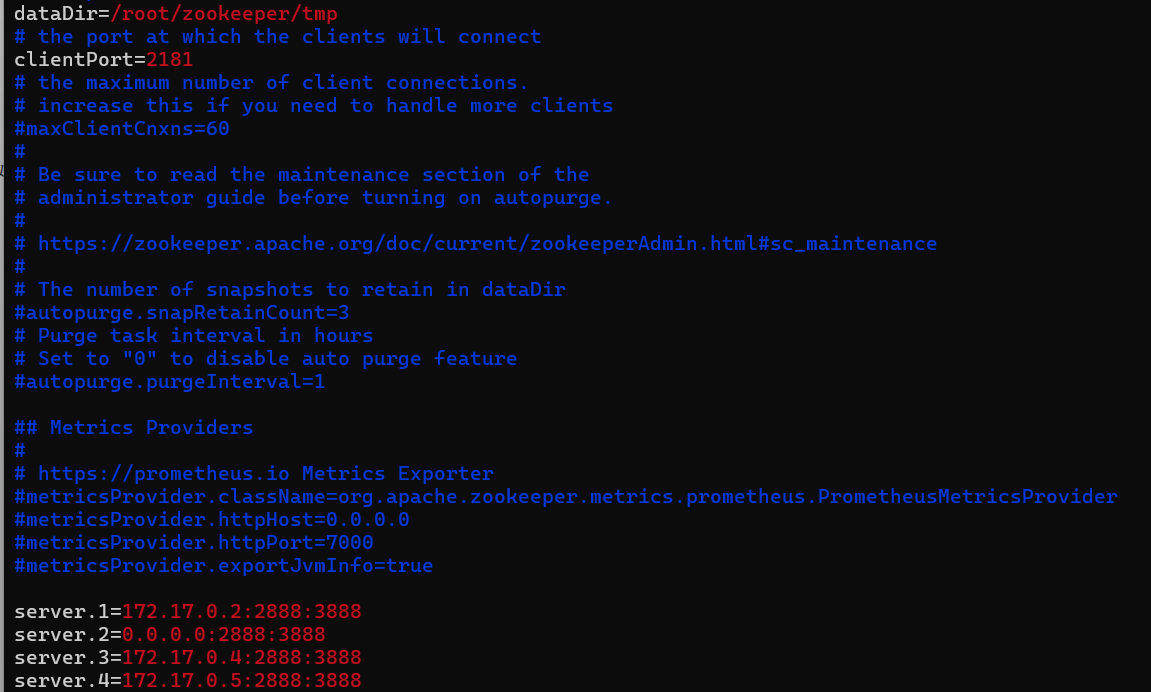 dataDir=/root/zookeeper/tmp
# the port at which the clients will connect
clientPort=2181
# the maximum number of client connections.
# increase this if you need to handle more clients
#maxClientCnxns=60
#
# Be sure to read the maintenance section of the
# administrator guide before turning on autopurge.
#
# https://zookeeper.apache.org/doc/current/zookeeperAdmin.html#sc_maintenance
#
# The number of snapshots to retain in dataDir
#autopurge.snapRetainCount=3
# Purge task interval in hours
# Set to "0" to disable auto purge feature
#autopurge.purgeInterval=1
## Metrics Providers
#
# https://prometheus.io Metrics Exporter
#metricsProvider.className=org.apache.zookeeper.metrics.prometheus.PrometheusMetricsProvider
#metricsProvider.httpHost=0.0.0.0
#metricsProvider.httpPort=7000
#metricsProvider.exportJvmInfo=true
server.1=172.17.0.2:2888:3888
server.2=0.0.0.0:2888:3888
server.3=172.17.0.4:2888:3888
server.4=172.17.0.5:2888:3888